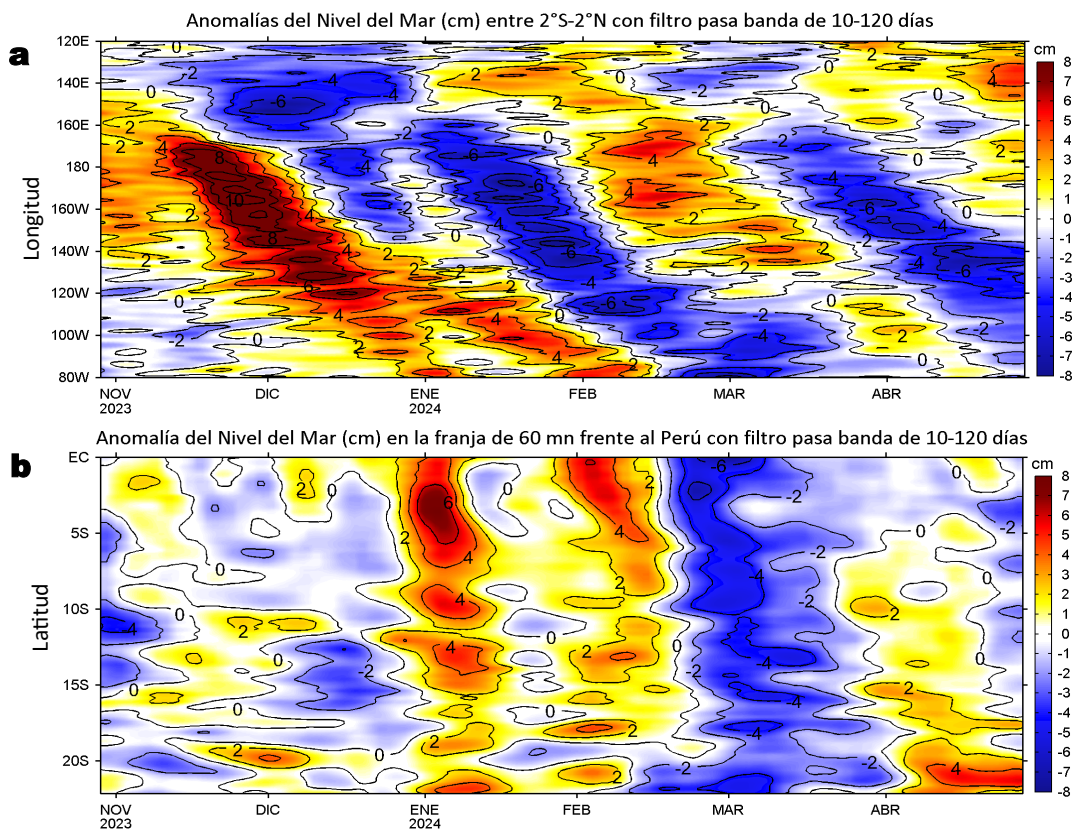 Anomalías del Nivel del Mar (cm) entre 2°S-2°N con filtro pasa banda de 10-120 días
a
cm
120E
140E
160E
180
160W
140W
120W
100W
80W
Longitud
NOV DIC ENE FEB MAR ABR
2023 2024
8
7
6
5
4
3
2
1
0
-1
-2
-3
-4
-5
-6
-7
-8
Anomalía del Nivel del Mar (cm) en la franja de 60 mn frente al Perú con filtro pasa banda de 10-120 días
b
cm
EC
5S
10S
15S
20S
Latitud
NOV DIC ENE FEB MAR ABR
2023 2024
8
7
6
5
4
3
2
1
0
-1
-2
-3
-4
-5
-6
-7
-8